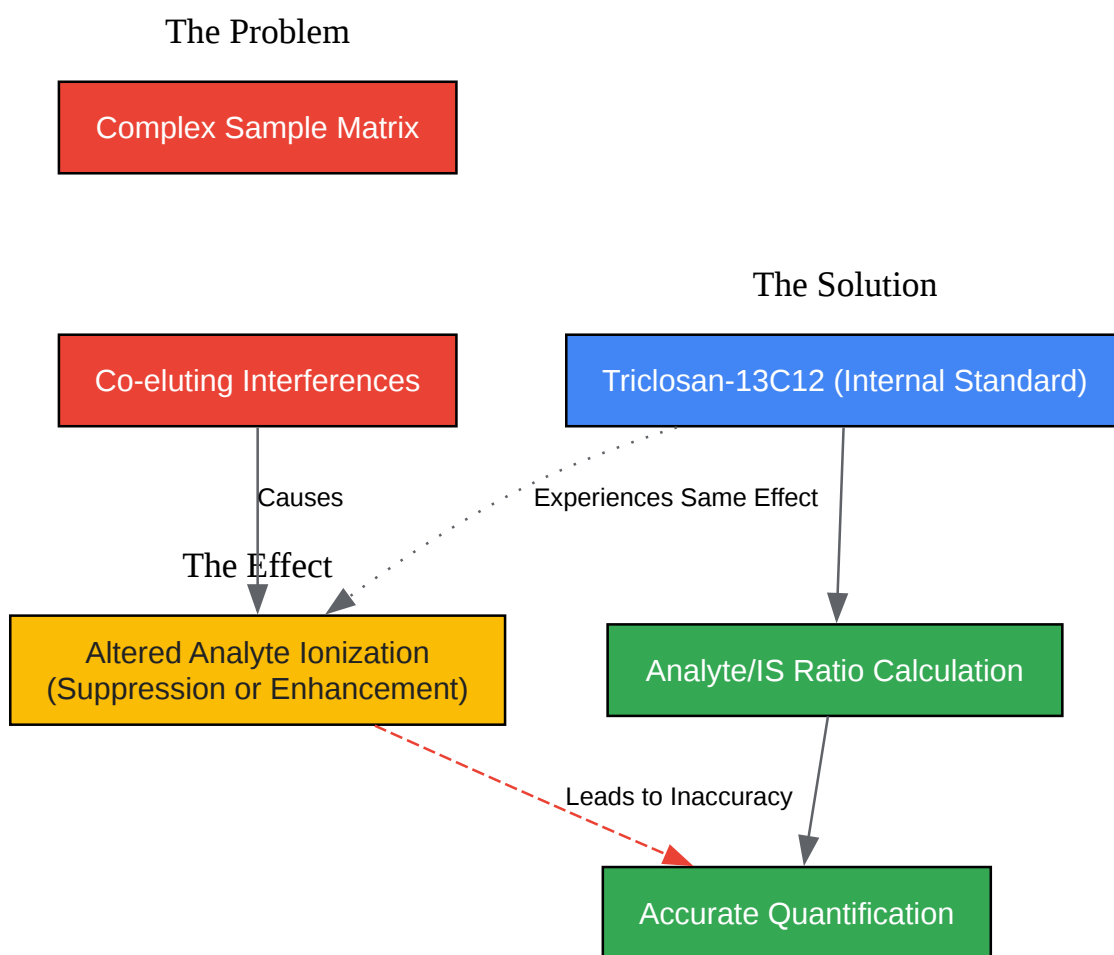 The Problem
Complex Sample Matrix
The Solution
Co-eluting Interferences
Triclosan-13C12 (Internal Standard)
Causes
Experiences Same Effect
The Effect
Altered Analyte Ionization
(Suppression or Enhancement)
Analyte/IS Ratio Calculation
Leads to Inaccuracy
Accurate Quantification